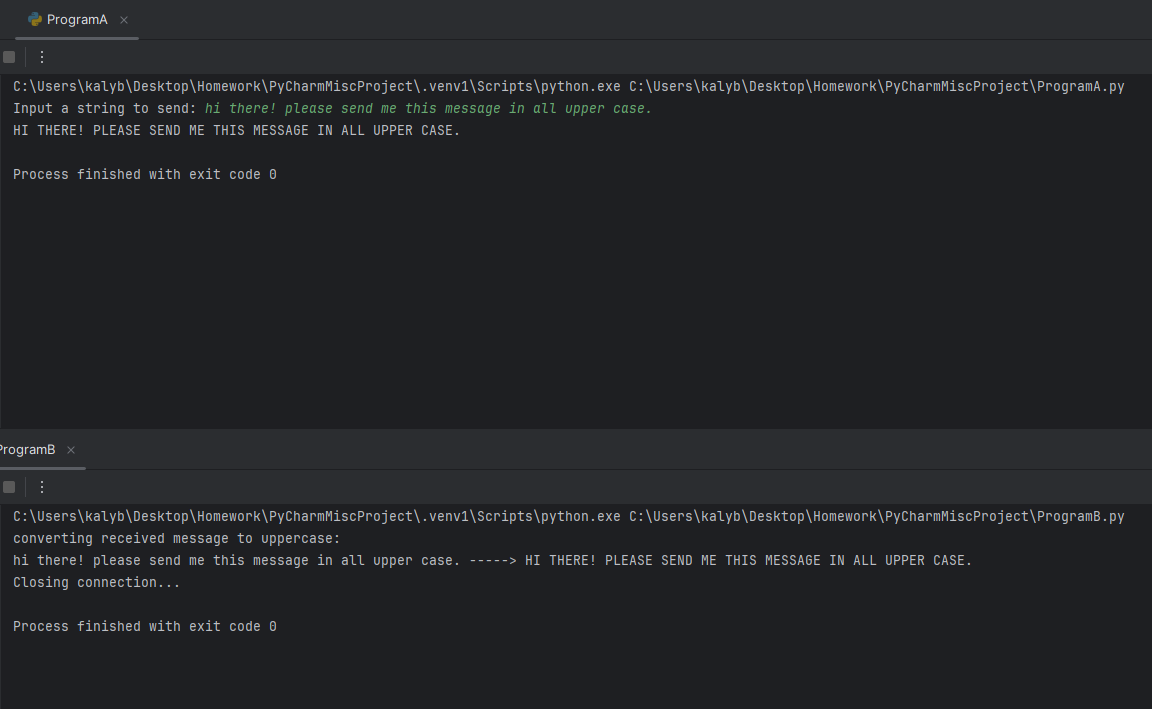 ProgramA
C:\Users\kalyb\Desktop\Homework\PyCharmMiscProject\.venv1\Scripts\python.exe C:\Users\kalyb\Desktop\Homework\PyCharmMiscProject\ProgramA.py
Input a string to send: hi there! please send me this message in all upper case.
HI THERE! PLEASE SEND ME THIS MESSAGE IN ALL UPPER CASE.
Process finished with exit code 0
ProgramB
C:\Users\kalyb\Desktop\Homework\PyCharmMiscProject\.venv1\Scripts\python.exe C:\Users\kalyb\Desktop\Homework\PyCharmMiscProject\ProgramB.py
converting received message to uppercase:
hi there! please send me this message in all upper case. -----> HI THERE! PLEASE SEND ME THIS MESSAGE IN ALL UPPER CASE.
Closing connection...
Process finished with exit code 0